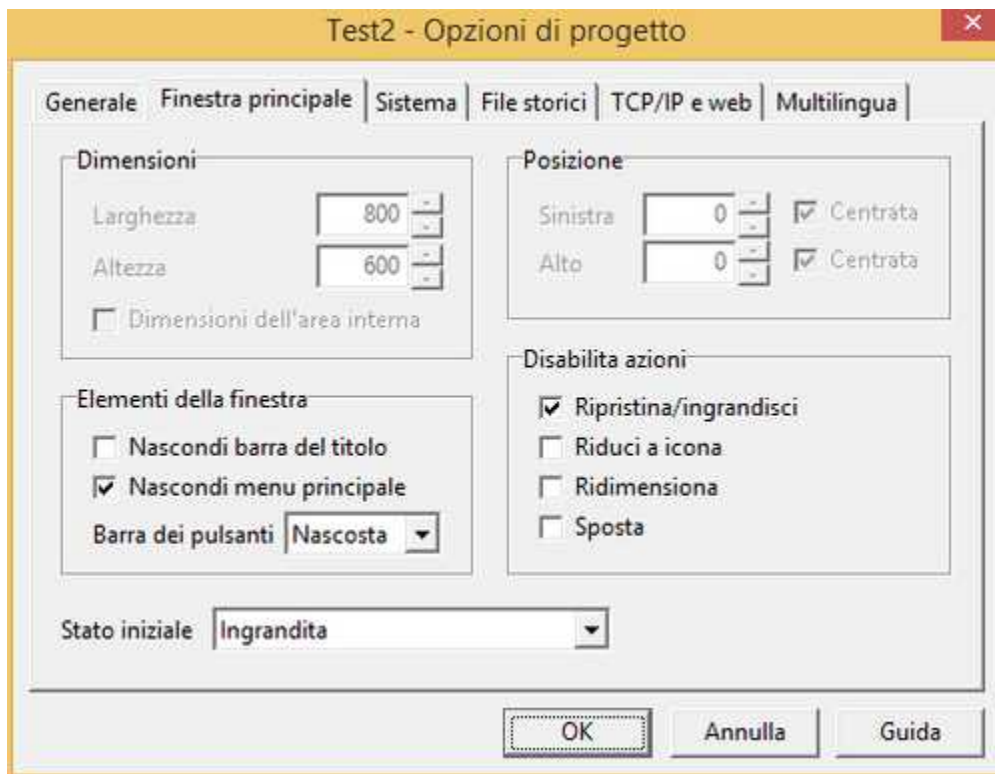 Test2 - Opzioni di progetto
Generale Finestra principale Sistema File storici TCP/IP e web Multilingua
Dimensioni
Larghezza 800
Altezza 600
Dimensioni dell'area interna
Posizione
Sinistra 0 Centrata
Alto 0 Centrata
Elementi della finestra
Nascondi barra del titolo
Nascondi menu principale
Barra dei pulsanti Nascosta
Disabilita azioni
Ripristina/ingrandisci
Riduci a icona
Ridimensiona
Sposta
Stato iniziale Ingrandita
OK Annulla Guida